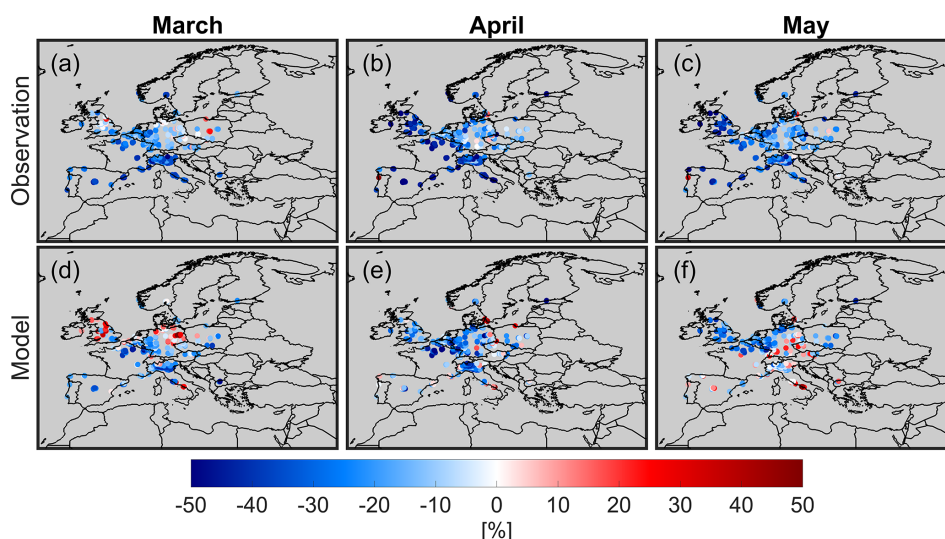 March April May
Observation
(a) (b) (c)
Model
(d) (e) (f)
-50 -40 -30 -20 -10 0 10 20 30 40 50
[%]